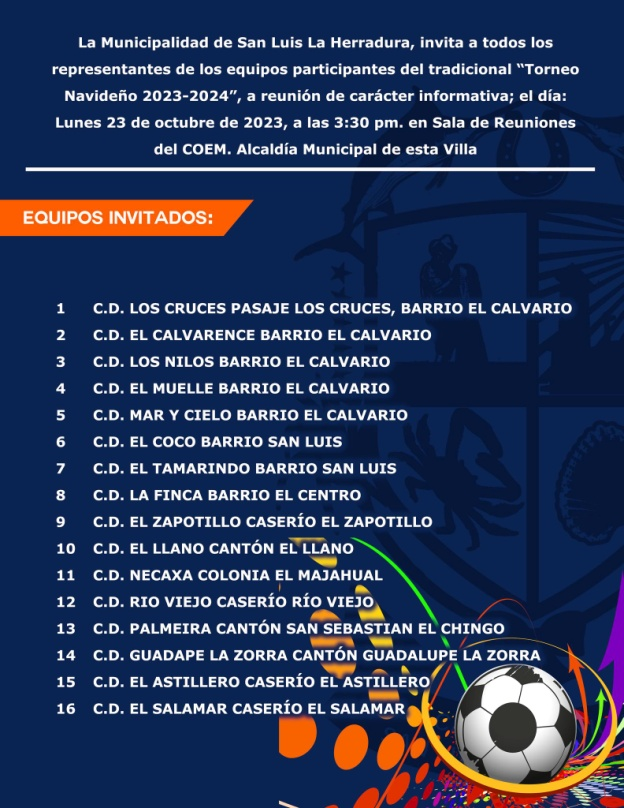 La Municipalidad de San Luis La Herradura, invita a todos los
representantes de los equipos participantes del tradicional “Torneo
Navideño 2023-2024”, a reunión de carácter informativa; el día:
Lunes 23 de octubre de 2023, a las 3:30 pm. en Sala de Reuniones
del COEM. Alcaldía Municipal de esta Villa
EQUIPOS INVITADOS:
1 C.D. LOS CRUCES PASAJE LOS CRUCES, BARRIO EL CALVARIO
2 C.D. EL CALVARENCE BARRIO EL CALVARIO
3 C.D. LOS NILOS BARRIO EL CALVARIO
4 C.D. EL MUELLE BARRIO EL CALVARIO
5 C.D. MAR Y CIELO BARRIO EL CALVARIO
6 C.D. EL COCO BARRIO SAN LUIS
7 C.D. EL TAMARINDO BARRIO SAN LUIS
8 C.D. LA FINCA BARRIO EL CENTRO
9 C.D. EL ZAPOTILLO CASERÍO EL ZAPOTILLO
10 C.D. EL LLANO CANTÓN EL LLANO
11 C.D. NECAXA COLONIA EL MAJAHUAL
12 C.D. RIO VIEJO CASERÍO RÍO VIEJO
13 C.D. PALMEIRA CANTÓN SAN SEBASTIAN EL CHINGO
14 C.D. GUADAPE LA ZORRA CANTÓN GUADALUPE LA ZORRA
15 C.D. EL ASTILLERO CASERÍO EL ASTILLERO
16 C.D. EL SALAMAR CASERÍO EL SALAMAR